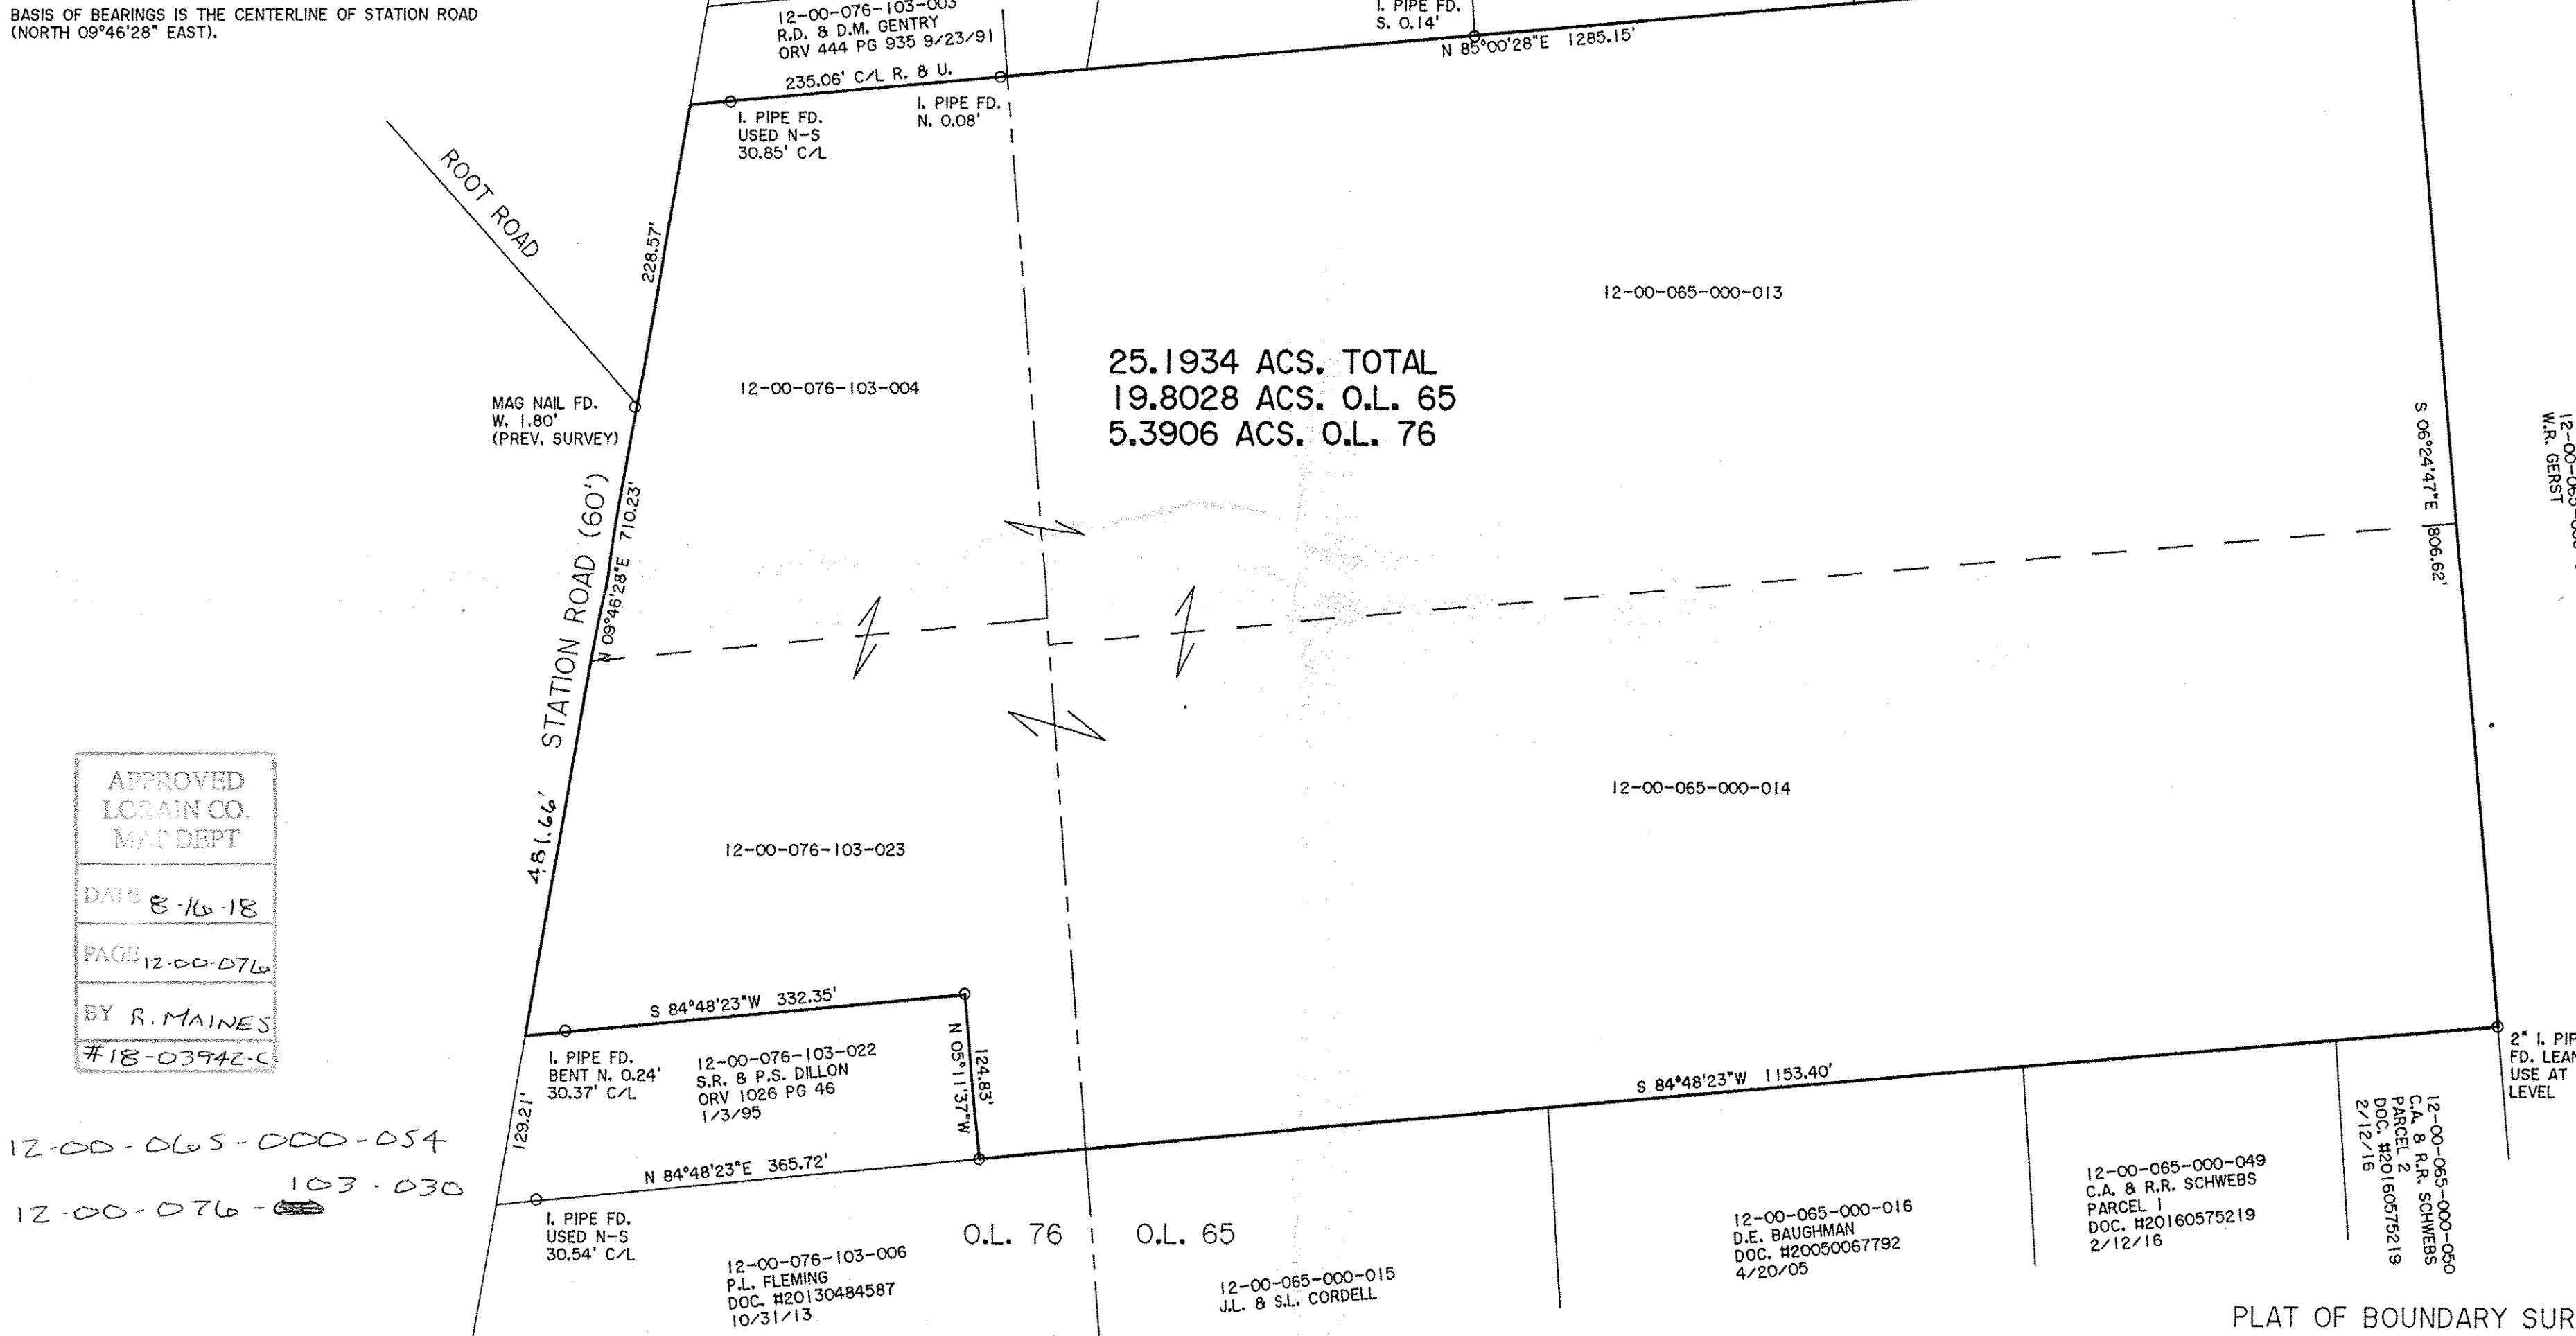 BASIS OF BEARINGS IS THE CENTERLINE OF STATION ROAD
(NORTH 09°46'28" EAST).
12-00-076-103-003
R.D. & D.M. GENTRY
ORV 444 PG 935 9/23/91
235.06' C/L R. & U.
I. PIPE FD.
USED N-S
30.85' C/L
I. PIPE FD.
N. 0.08'
I. PIPE FD.
S. 0.14'
N 85°00'28"E 1285.15'
ROOT ROAD
228.57'
12-00-065-000-013
12-00-076-103-004
25.1934 ACS. TOTAL
19.8028 ACS. O.L. 65
5.3906 ACS. O.L. 76
MAG NAIL FD.
W. 1.80'
(PREV. SURVEY)
STATION ROAD (60')
N 09°46'28"E 710.23'
S 06°24'47"E 806.62'
W.R. GERST
481.66'
12-00-065-000-014
12-00-076-103-023
APPROVED
LORAIN CO.
MAP DEPT
DATE 8-16-18
PAGE 12-00-076
BY R. MAINES
#18-03942-C
S 84°48'23"W 332.35'
I. PIPE FD.
BENT N. 0.24'
30.37' C/L
12-00-076-103-022
S.R. & P.S. DILLON
ORV 1026 PG 46
1/3/95
N 05°11'37"W
124.83'
129.21'
S 84°48'23"W 1153.40'
2" I. PIP
FD. LEAN
USE AT
LEVEL
12-00-065-000-054
12-00-076-103-030
N 84°48'23"E 365.72'
I. PIPE FD.
USED N-S
30.54' C/L
12-00-076-103-006
P.L. FLEMING
DOC. #20130484587
10/31/13
O.L. 76
O.L. 65
12-00-065-000-015
J.L. & S.L. CORDELL
12-00-065-000-016
D.E. BAUGHMAN
DOC. #20050067792
4/20/05
12-00-065-000-049
C.A. & R.R. SCHWEBS
PARCEL 1
DOC. #20160575219
2/12/16
12-00-065-000-050
C.A. & R.R. SCHWEBS
PARCEL 2
DOC. #20160575219
2/12/16
PLAT OF BOUNDARY SUR